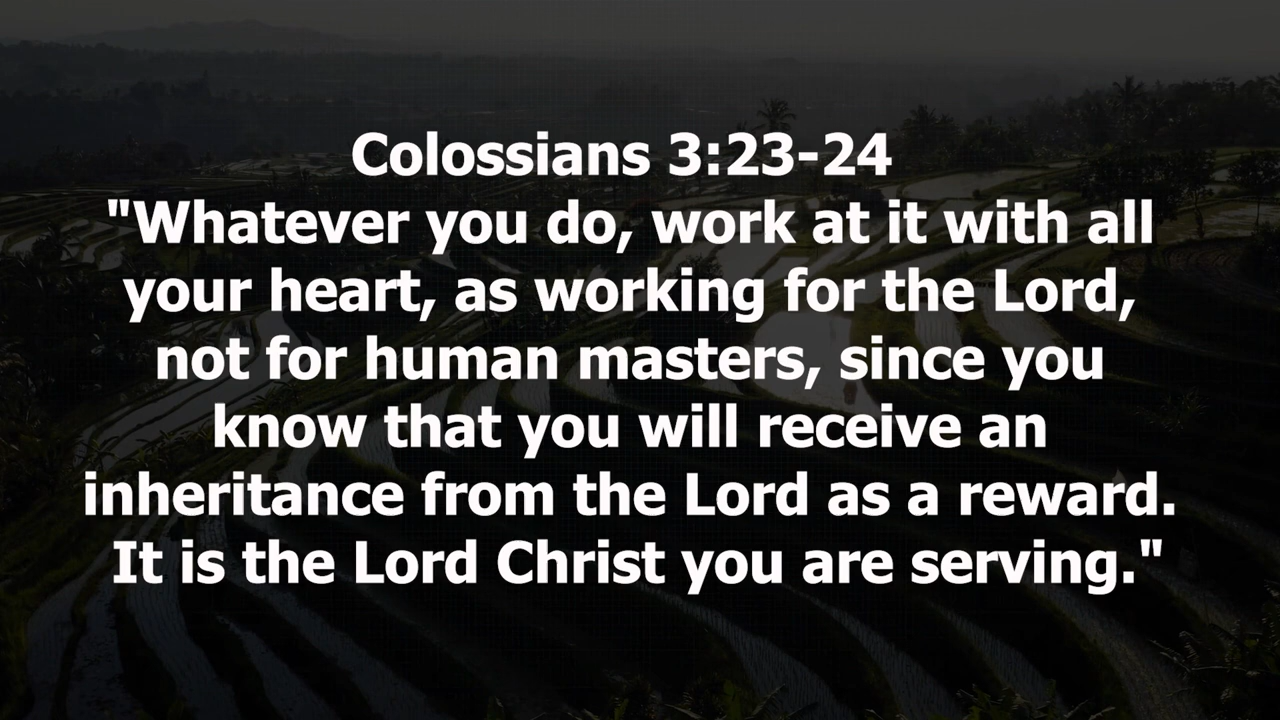 Colossians 3:23-24
"Whatever you do, work at it with all
your heart, as working for the Lord,
not for human masters, since you
know that you will receive an
inheritance from the Lord as a reward.
It is the Lord Christ you are serving."